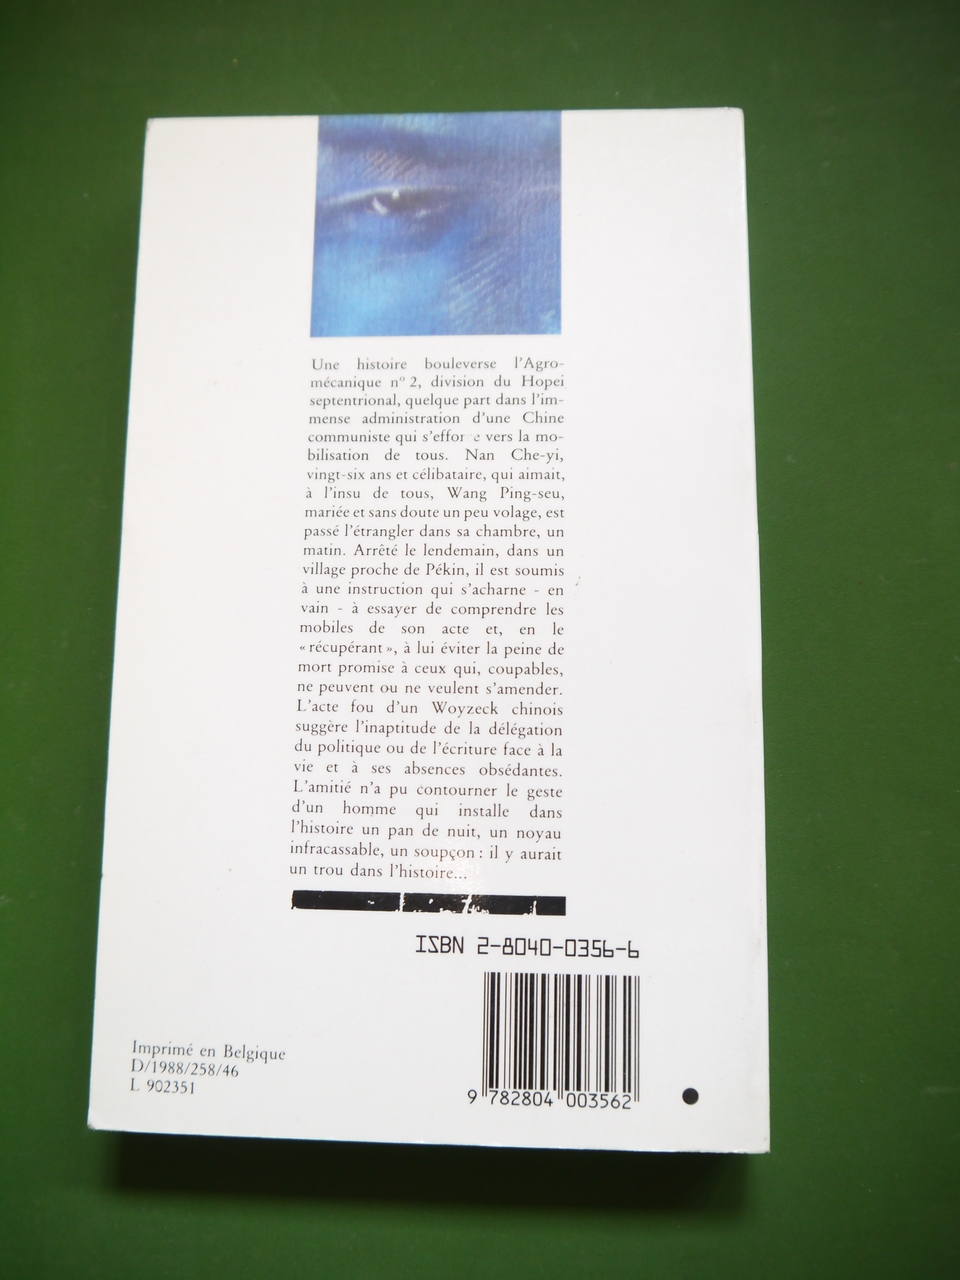 Une histoire bouleverse l'Agro-
mécanique n° 2, division du Hopei
septentrional, quelque part dans l'im-
mense administration d'une Chine
communiste qui s'effor e vers la mo-
bilisation de tous. Nan Che-yi,
vingt-six ans et célibataire, qui aimait,
à l'insu de tous, Wang Ping-seu,
mariée et sans doute un peu volage, est
passé l'étrangler dans sa chambre, un
matin. Arrêté le lendemain, dans un
village proche de Pékin, il est soumis
à une instruction qui s'acharne - en
vain - à essayer de comprendre les
mobiles de son acte et, en le
« récupérant », à lui éviter la peine de
mort promise à ceux qui, coupables,
ne peuvent ou ne veulent s'amender.
L'acte fou d'un Woyzeck chinois
suggère l'inaptitude de la délégation
du politique ou de l'écriture face à la
vie et à ses absences obsédantes.
L'amitié n'a pu contourner le geste
d'un homme qui installe dans
l'histoire un pan de nuit, un noyau
infracassable, un soupçon : il y aurait
un trou dans l'histoire...
ISBN 2-8040-0356-6
9 782804 003562
Imprimé en Belgique
D/1988/258/46
L 902351